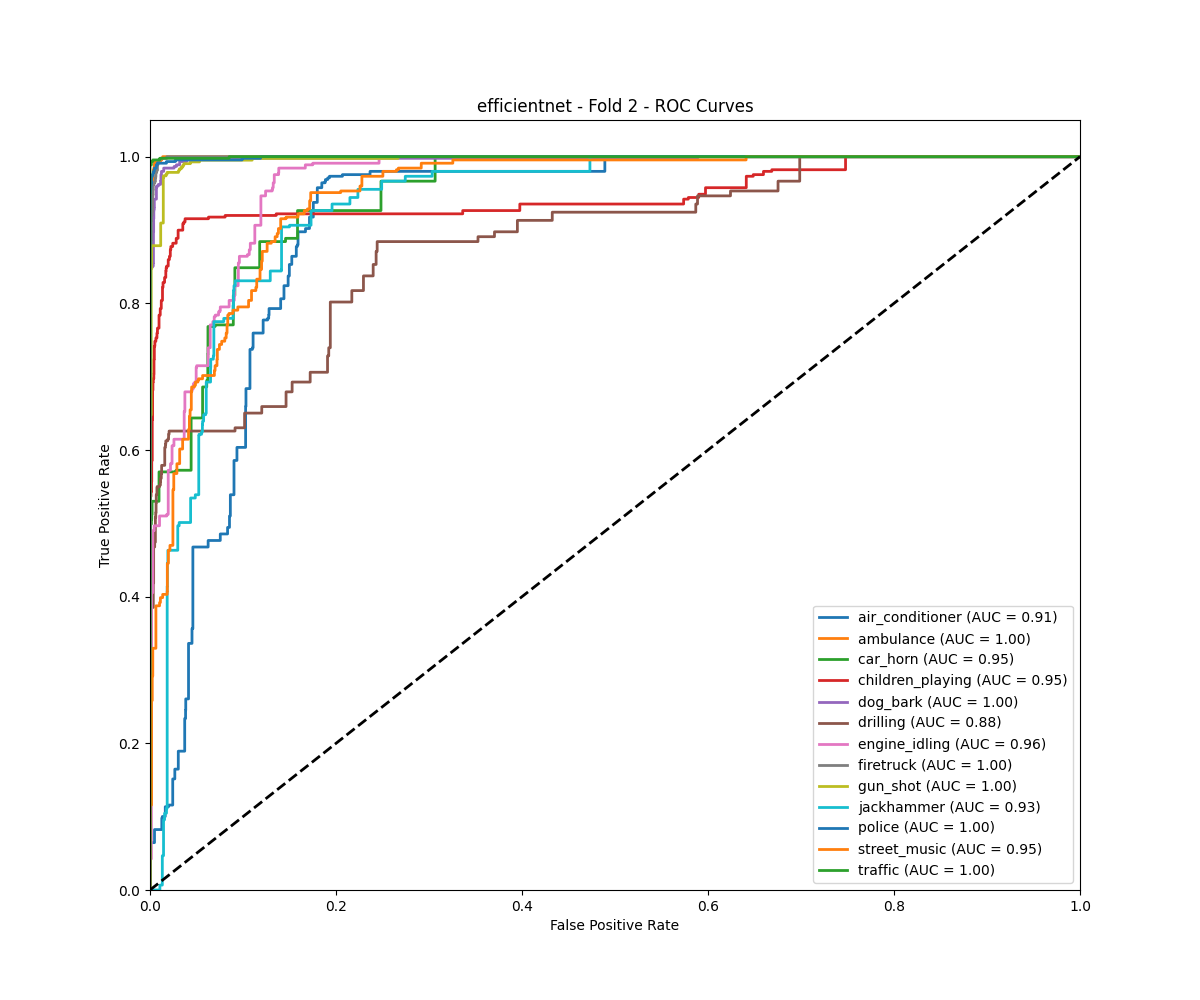 efficientnet - Fold 2 - ROC Curves
1.0
0.8
0.6
0.4
0.2
0.0
True Positive Rate
air_conditioner (AUC = 0.91)
ambulance (AUC = 1.00)
car_horn (AUC = 0.95)
children_playing (AUC = 0.95)
dog_bark (AUC = 1.00)
drilling (AUC = 0.88)
engine_idling (AUC = 0.96)
firetruck (AUC = 1.00)
gun_shot (AUC = 1.00)
jackhammer (AUC = 0.93)
police (AUC = 1.00)
street_music (AUC = 0.95)
traffic (AUC = 1.00)
0.0 0.2 0.4 0.6 0.8 1.0
False Positive Rate